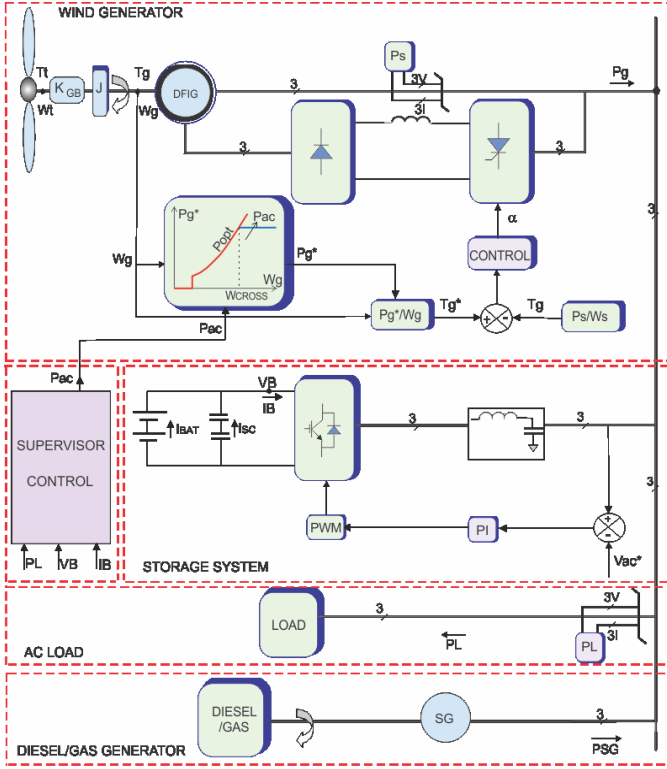 WIND GENERATOR
Tt
Wt
K GB
J
Tg
Wg
DFIG
3
Ps
3V
3I
Pg
3
3
3
α
Pg*
Popt
Pac
Wg
WCROSS
Wg
Pg*
CONTROL
Pg*/Wg
Tg*
+ -
Tg
Ps/Ws
Pac
Pac
SUPERVISOR
CONTROL
PL
VB
IB
IBAT
ISC
VB
IB
3
3
3
PWM
PI
+
-
Vac*
STORAGE SYSTEM
LOAD
3
PL
3V
3I
PL
AC LOAD
DIESEL
/GAS
SG
3
PSG
DIESEL/GAS GENERATOR